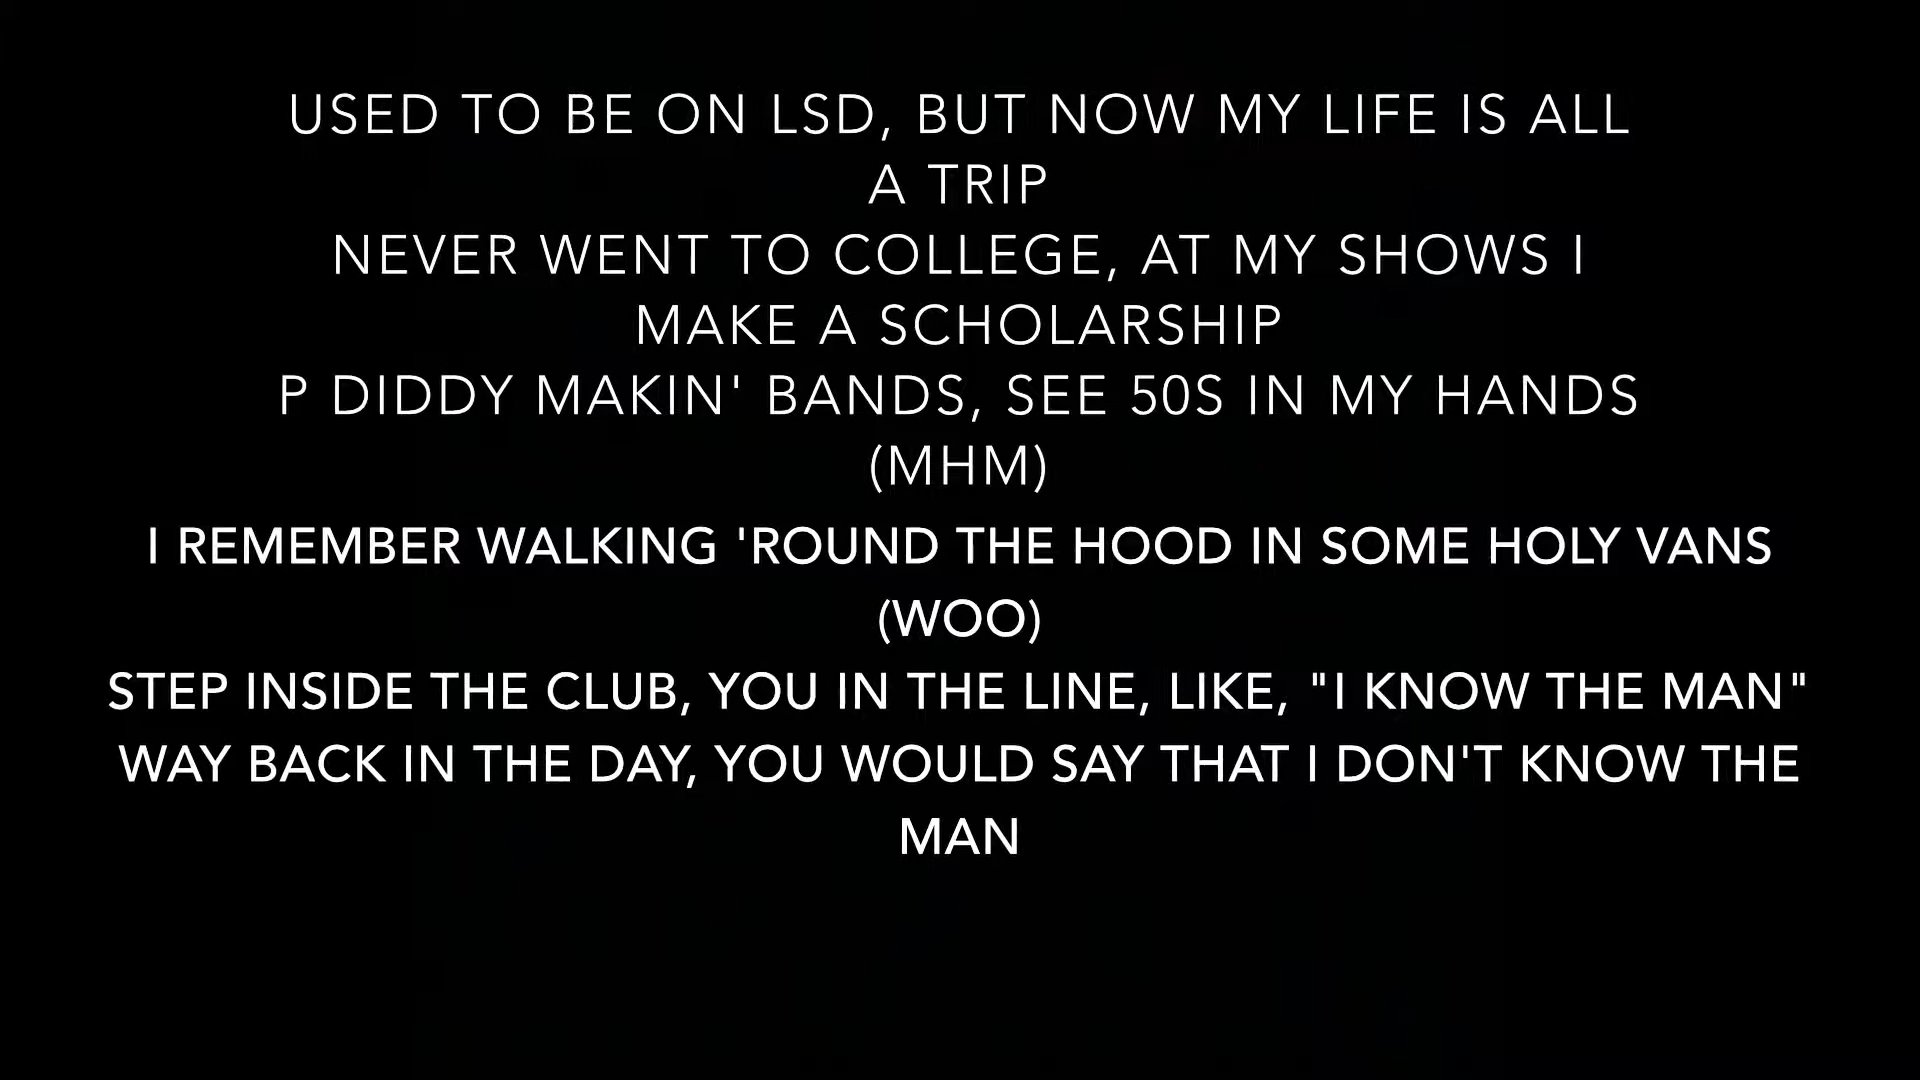 USED TO BE ON LSD, BUT NOW MY LIFE IS ALL
A TRIP
NEVER WENT TO COLLEGE, AT MY SHOWS I
MAKE A SCHOLARSHIP
P DIDDY MAKIN' BANDS, SEE 50S IN MY HANDS
(MHM)
I REMEMBER WALKING 'ROUND THE HOOD IN SOME HOLY VANS
(WOO)
STEP INSIDE THE CLUB, YOU IN THE LINE, LIKE, "I KNOW THE MAN"
WAY BACK IN THE DAY, YOU WOULD SAY THAT I DON'T KNOW THE
MAN